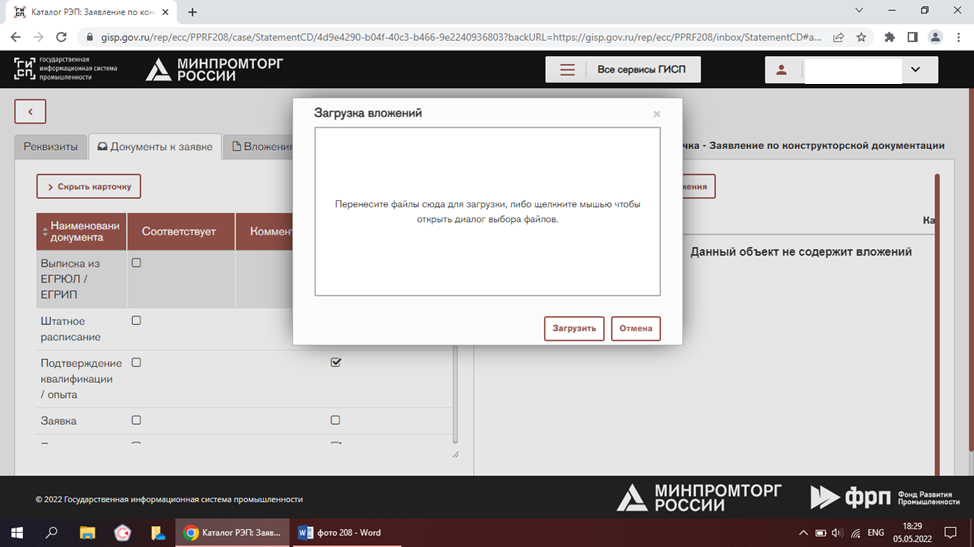 Каталог РЭП: Заявление по кон
gisp.gov.ru/rep/ecc/PPRF208/case/StatementCD/4d9e4290-b04f-40c3-b466-9e2240936803?backURL=https://gisp.gov.ru/rep/ecc/PPRF208/inbox/StatementCD#a...
государственная
информационная система
промышленности
МИНПРОМТОРГ
РОССИИ
Все сервисы ГИСП
Загрузка вложений
Реквизиты
Документы к заявке
Вложения
чка - Заявление по конструкторской документации
Скрыть карточку
жения
Перенесите файлы сюда для загрузки, либо щелкните мышью чтобы
открыть диалог выбора файлов.
Наименовани
документа
Соответствует
Коммент
Ка
Данный объект не содержит вложений
Выписка из
ЕГРЮЛ /
ЕГРИП
Штатное
расписание
Загрузить
Отмена
Подтверждение
квалификации
/ опыта
Заявка
© 2022 Государственная информационная система промышленности
МИНПРОМТОРГ
РОССИИ
фрп
Фонд Развития
Промышленности
Каталог РЭП: Заяв...
фото 208 - Word
ENG
18:29
05.05.2022